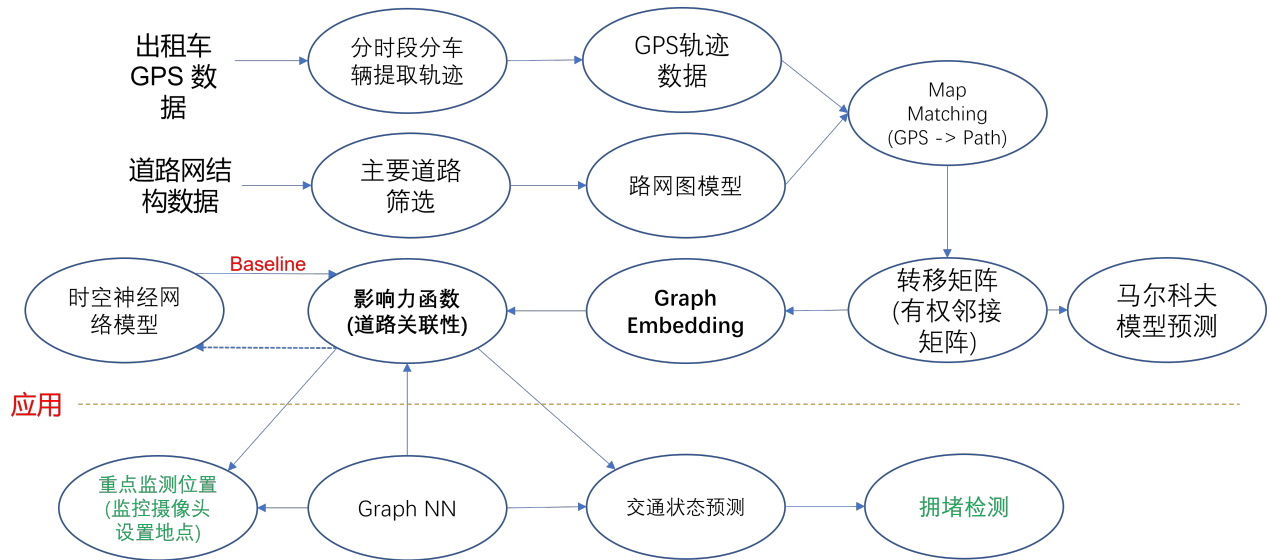 出租车
GPS 数
据
分时段分车
辆提取轨迹
GPS轨迹
数据
Map
Matching
(GPS -> Path)
道路网结
构数据
主要道路
筛选
路网图模型
Baseline
时空神经网
络模型
影响力函数
(道路关联性)
Graph
Embedding
转移矩阵
(有权邻接
矩阵)
马尔科夫
模型预测
应用
重点监测位置
(监控摄像头
设置地点)
Graph NN
交通状态预测
拥堵检测